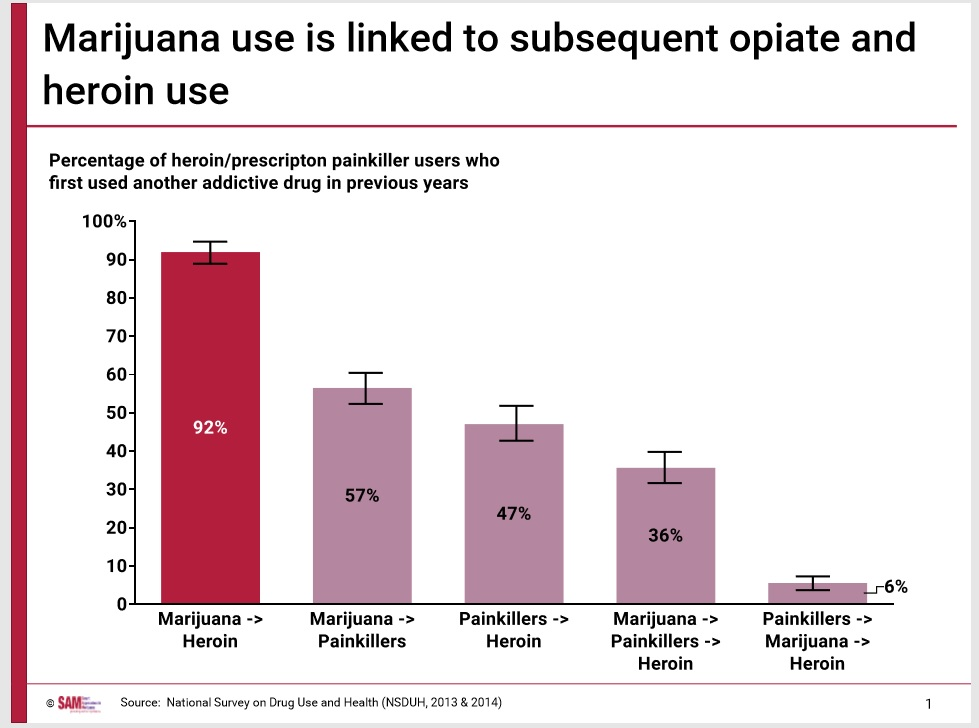 Marijuana use is linked to subsequent opiate and
heroin use
Percentage of heroin/prescripton painkiller users who
first used another addictive drug in previous years
100%
90
80
70
60
50
40
30
20
10
0
92%
57%
47%
36%
6%
Marijuana ->
Heroin
Marijuana ->
Painkillers
Painkillers ->
Heroin
Marijuana ->
Painkillers ->
Heroin
Painkillers ->
Marijuana ->
Heroin
© SAM
Source: National Survey on Drug Use and Health (NSDUH, 2013 & 2014)
1